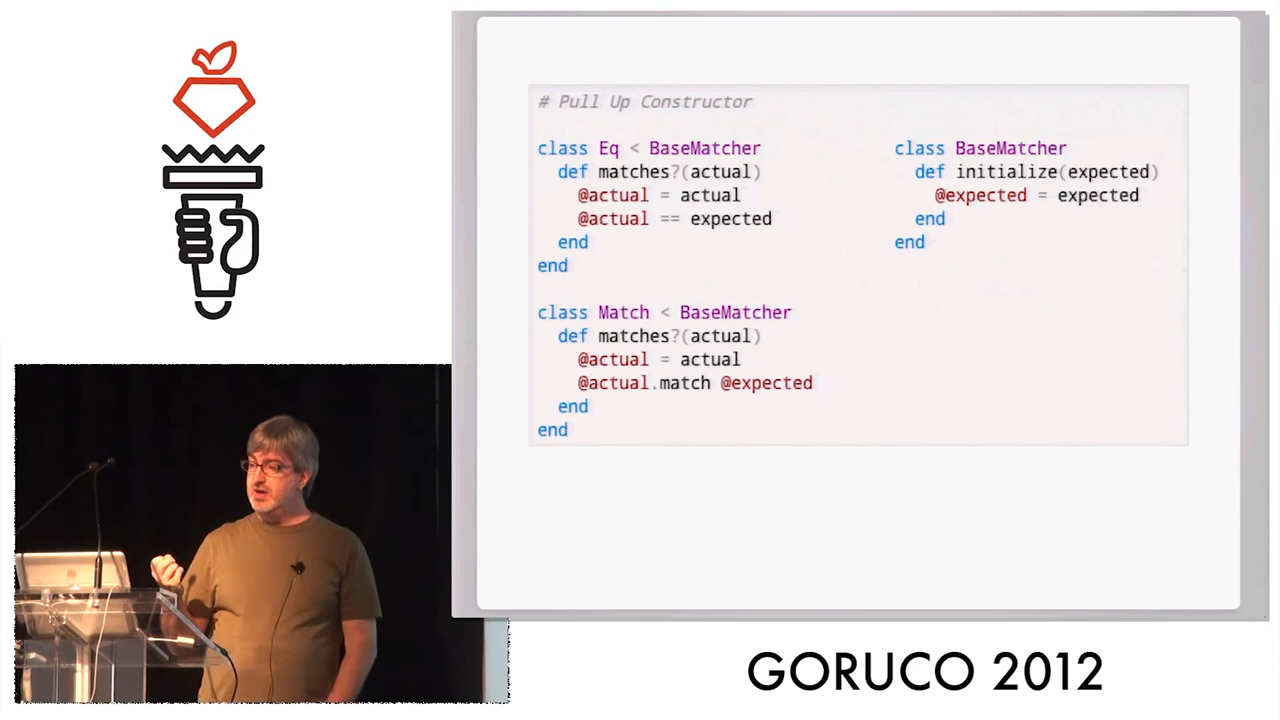 # Pull Up Constructor
class Eq < BaseMatcher
def matches?(actual)
@actual = actual
@actual == expected
end
end
class Match < BaseMatcher
def matches?(actual)
@actual = actual
@actual.match @expected
end
end
class BaseMatcher
def initialize(expected)
@expected = expected
end
end
GORUCO 2012